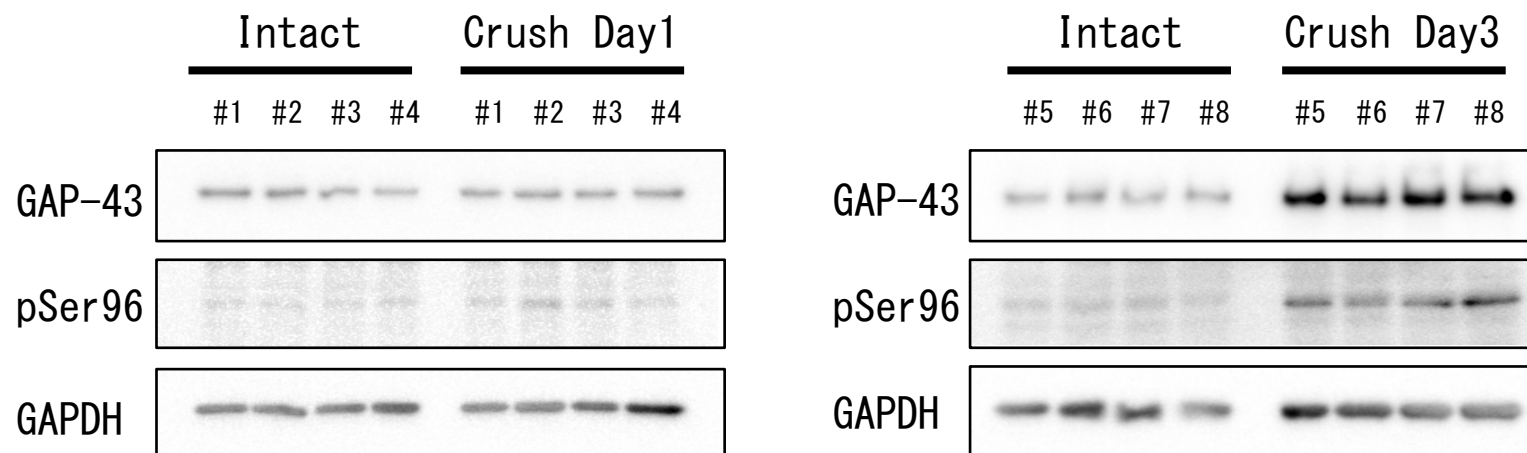 Intact Crush Day1
#1 #2 #3 #4 #1 #2 #3 #4
GAP-43
pSer96
GAPDH
Intact Crush Day3
#5 #6 #7 #8 #5 #6 #7 #8
GAP-43
pSer96
GAPDH